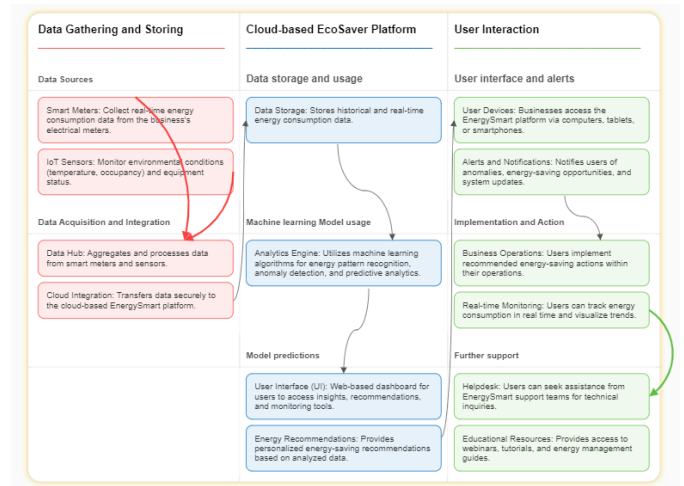 Data Gathering and Storing
Cloud-based EcoSaver Platform
User Interaction
Data Sources
Data storage and usage
User interface and alerts
Smart Meters: Collect real-time energy
consumption data from the business's
electrical meters.
Data Storage: Stores historical and real-time
energy consumption data.
User Devices: Businesses access the
EnergySmart platform via computers, tablets,
or smartphones.
IoT Sensors: Monitor environmental conditions
(temperature, occupancy) and equipment
status.
Alerts and Notifications: Notifies users of
anomalies, energy-saving opportunities, and
system updates.
Data Acquisition and Integration
Machine learning Model usage
Implementation and Action
Data Hub: Aggregates and processes data
from smart meters and sensors.
Analytics Engine: Utilizes machine learning
algorithms for energy pattern recognition,
anomaly detection, and predictive analytics.
Business Operations: Users implement
recommended energy-saving actions within
their operations.
Cloud Integration: Transfers data securely to
the cloud-based EnergySmart platform.
Real-time Monitoring: Users can track energy
consumption in real time and visualize trends.
Model predictions
Further support
User Interface (UI): Web-based dashboard for
users to access insights, recommendations,
and monitoring tools.
Helpdesk: Users can seek assistance from
EnergySmart support teams for technical
inquiries.
Energy Recommendations: Provides
personalized energy-saving recommendations
based on analyzed data.
Educational Resources: Provides access to
webinars, tutorials, and energy management
guides.